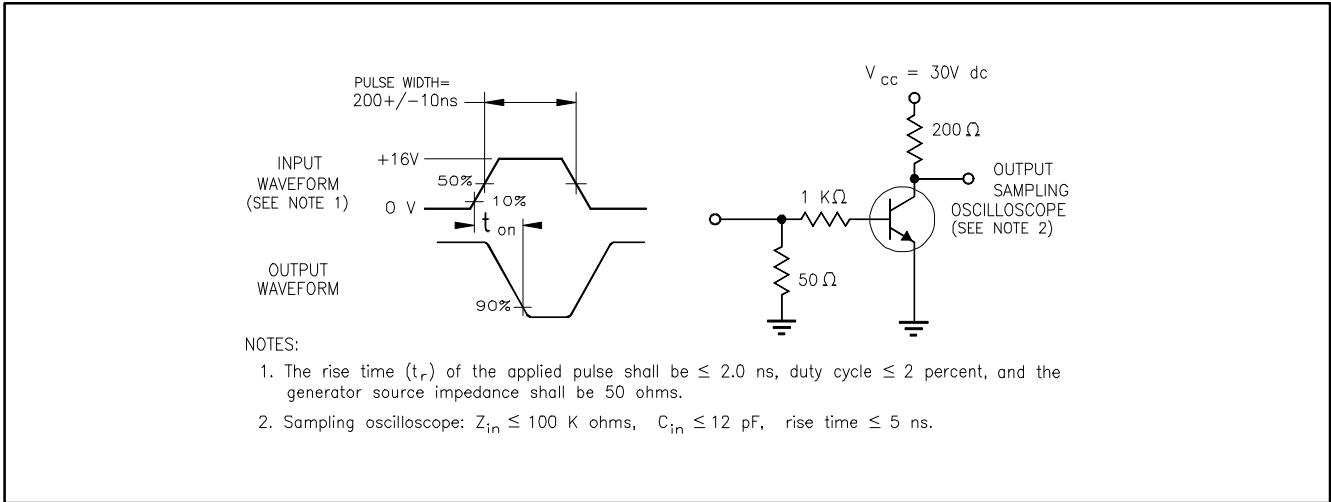 PULSE WIDTH=
200+/-10ns
INPUT
WAVEFORM
(SEE NOTE 1)
+16V
50%
10%
0 V
t on
OUTPUT
WAVEFORM
90%
V CC = 30V dc
200 Ω
1 KΩ
50 Ω
OUTPUT
SAMPLING
OSCILLOSCOPE
(SEE NOTE 2)
NOTES:
1. The rise time (tr) of the applied pulse shall be ≤ 2.0 ns, duty cycle ≤ 2 percent, and the
generator source impedance shall be 50 ohms.
2. Sampling oscilloscope: Zin ≤ 100 K ohms, Cin ≤ 12 pF, rise time ≤ 5 ns.